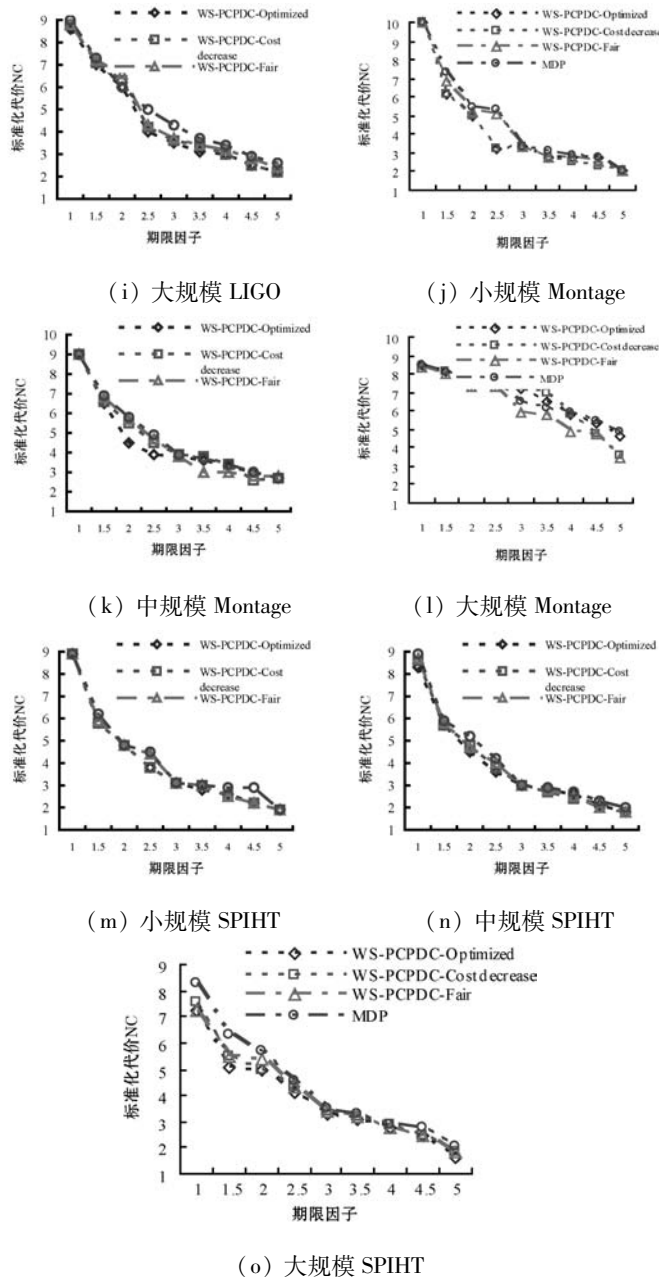 9
8
7
6
5
4
3
2
1
标准化代价NC
WS-PCPDC-Optimized
WS-PCPDC-Cost
decrease
WS-PCPDC-Fair
1 1.5 2 2.5 3 3.5 4 4.5 5
期限因子
(i) 大规模 LIGO
10
9
8
7
6
5
4
3
2
1
标准化代价NC
WS-PCPDC-Optimized
WS-PCPDC-Costdecrease
WS-PCPDC-Fair
MDP
1 1.5 2 2.5 3 3.5 4 4.5 5
期限因子
(j) 小规模 Montage
10
9
8
7
6
5
4
3
2
1
标准化代价NC
WS-PCPDC-Optimized
WS-PCPDC-Cost
decrease
WS-PCPDC-Fair
1 1.5 2 2.5 3 3.5 4 4.5 5
期限因子
(k) 中规模 Montage
10
9
8
7
6
5
4
3
2
1
标准化代价NC
WS-PCPDC-Optimized
WS-PCPDC-Costdecrease
WS-PCPDC-Fair
MDP
1 1.5 2 2.5 3 3.5 4 4.5 5
期限因子
(l) 大规模 Montage
9
8
7
6
5
4
3
2
1
标准化代价NC
WS-PCPDC-Optimized
WS-PCPDC-Cost
decrease
WS-PCPDC-Fair
1 1.5 2 2.5 3 3.5 4 4.5 5
期限因子
(m) 小规模 SPIHT
9
8
7
6
5
4
3
2
1
标准化代价NC
WS-PCPDC-Optimized
WS-PCPDC-Cost
decrease
WS-PCPDC-Fair
1 1.5 2 2.5 3 3.5 4 4.5 5
期限因子
(n) 中规模 SPIHT
9
8
7
6
5
4
3
2
1
标准化代价NC
WS-PCPDC-Optimized
WS-PCPDC-Costdecrease
WS-PCPDC-Fair
MDP
1 1.5 2 2.5 3 3.5 4 4.5 5
期限因子
(o) 大规模 SPIHT